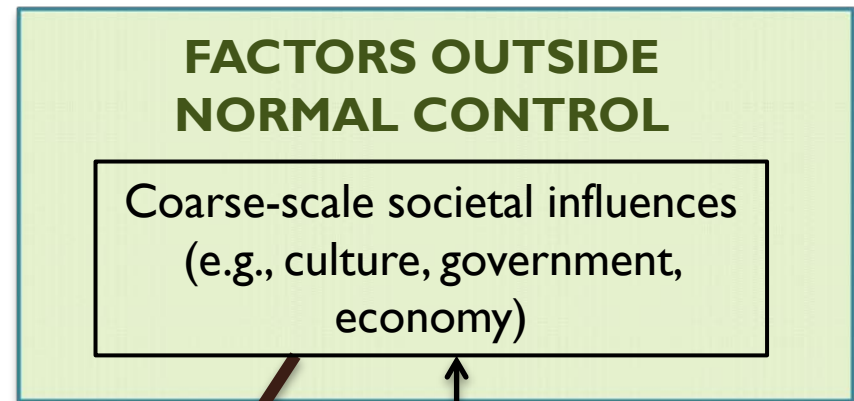 FACTORS OUTSIDE
NORMAL CONTROL
Coarse-scale societal influences
(e.g., culture, government,
economy)